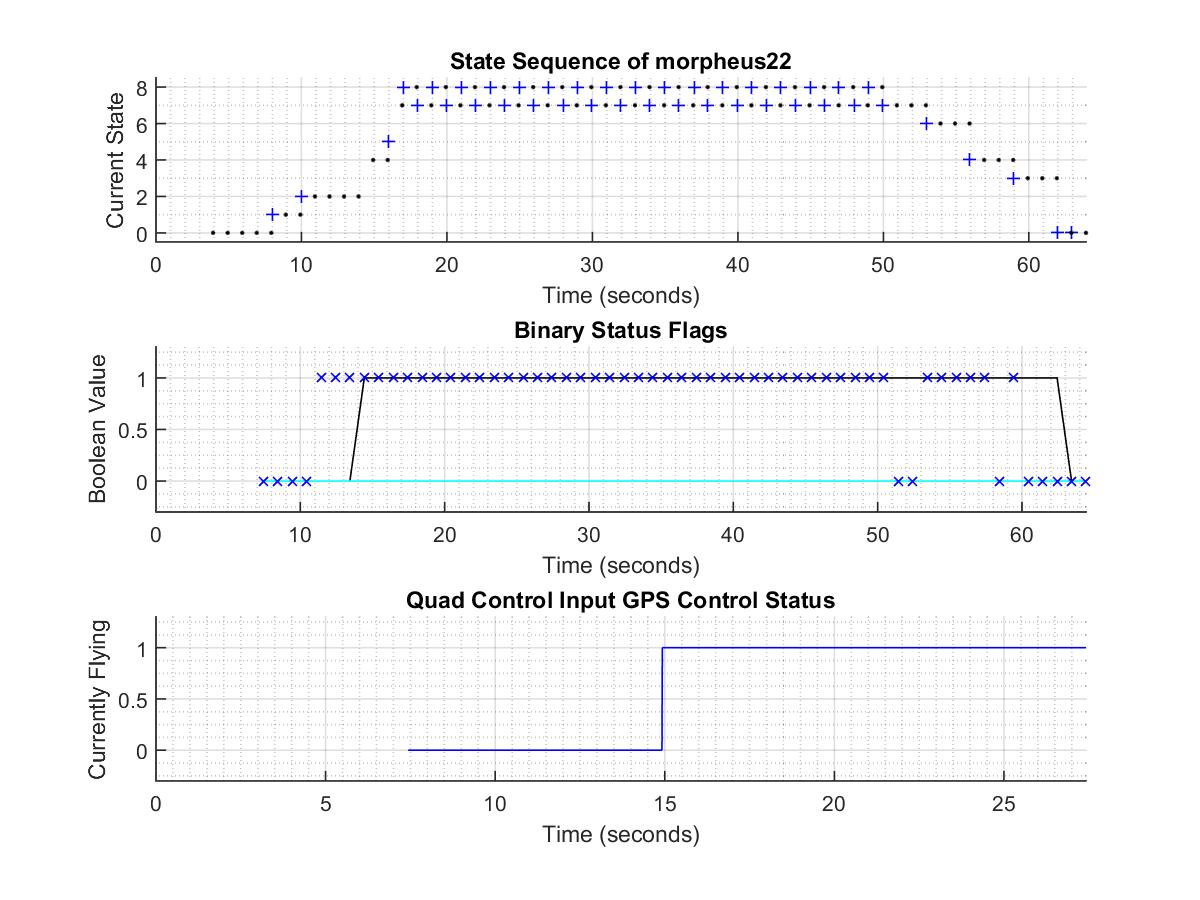 State Sequence of morpheus22
Current State
8
6
4
2
0
0 10 20 30 40 50 60
Time (seconds)
Binary Status Flags
Boolean Value
1
0.5
0
0 10 20 30 40 50 60
Time (seconds)
Quad Control Input GPS Control Status
Currently Flying
1
0.5
0
0 5 10 15 20 25
Time (seconds)